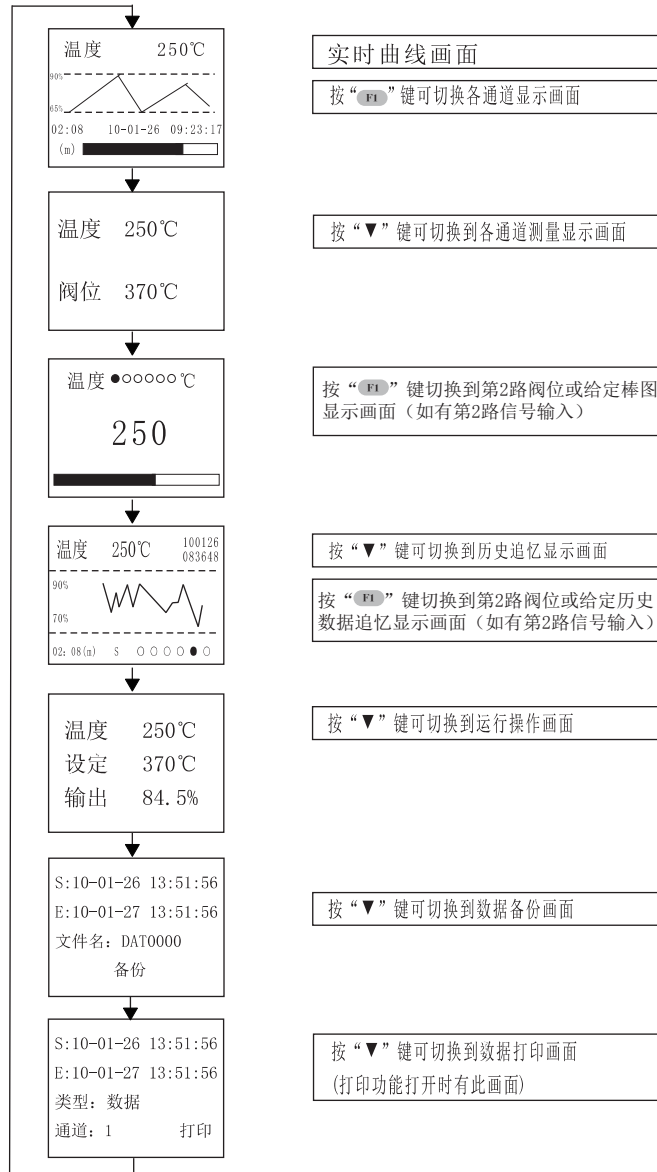 温度 250℃
90%
65%
02:08 10-01-26 09:23:17
(m)
实时曲线画面
按“F1”键可切换各通道显示画面
温度 250℃
阀位 370℃
按“▼”键可切换到各通道测量显示画面
温度●○○○○○℃
250
按“F1”键切换到第2路阀位或给定棒图
显示画面（如有第2路信号输入）
温度 250℃ 100126
083648
90%
70%
02: 08(m) S ○○○○●○
按“▼”键可切换到历史追忆显示画面
按“F1”键切换到第2路阀位或给定历史
数据追忆显示画面（如有第2路信号输入）
温度 250℃
设定 370℃
输出 84.5%
按“▼”键可切换到运行操作画面
S:10-01-26 13:51:56
E:10-01-27 13:51:56
文件名: DAT0000
备份
按“▼”键可切换到数据备份画面
S:10-01-26 13:51:56
E:10-01-27 13:51:56
类型: 数据
通道: 1 打印
按“▼”键可切换到数据打印画面
(打印功能打开时有此画面)